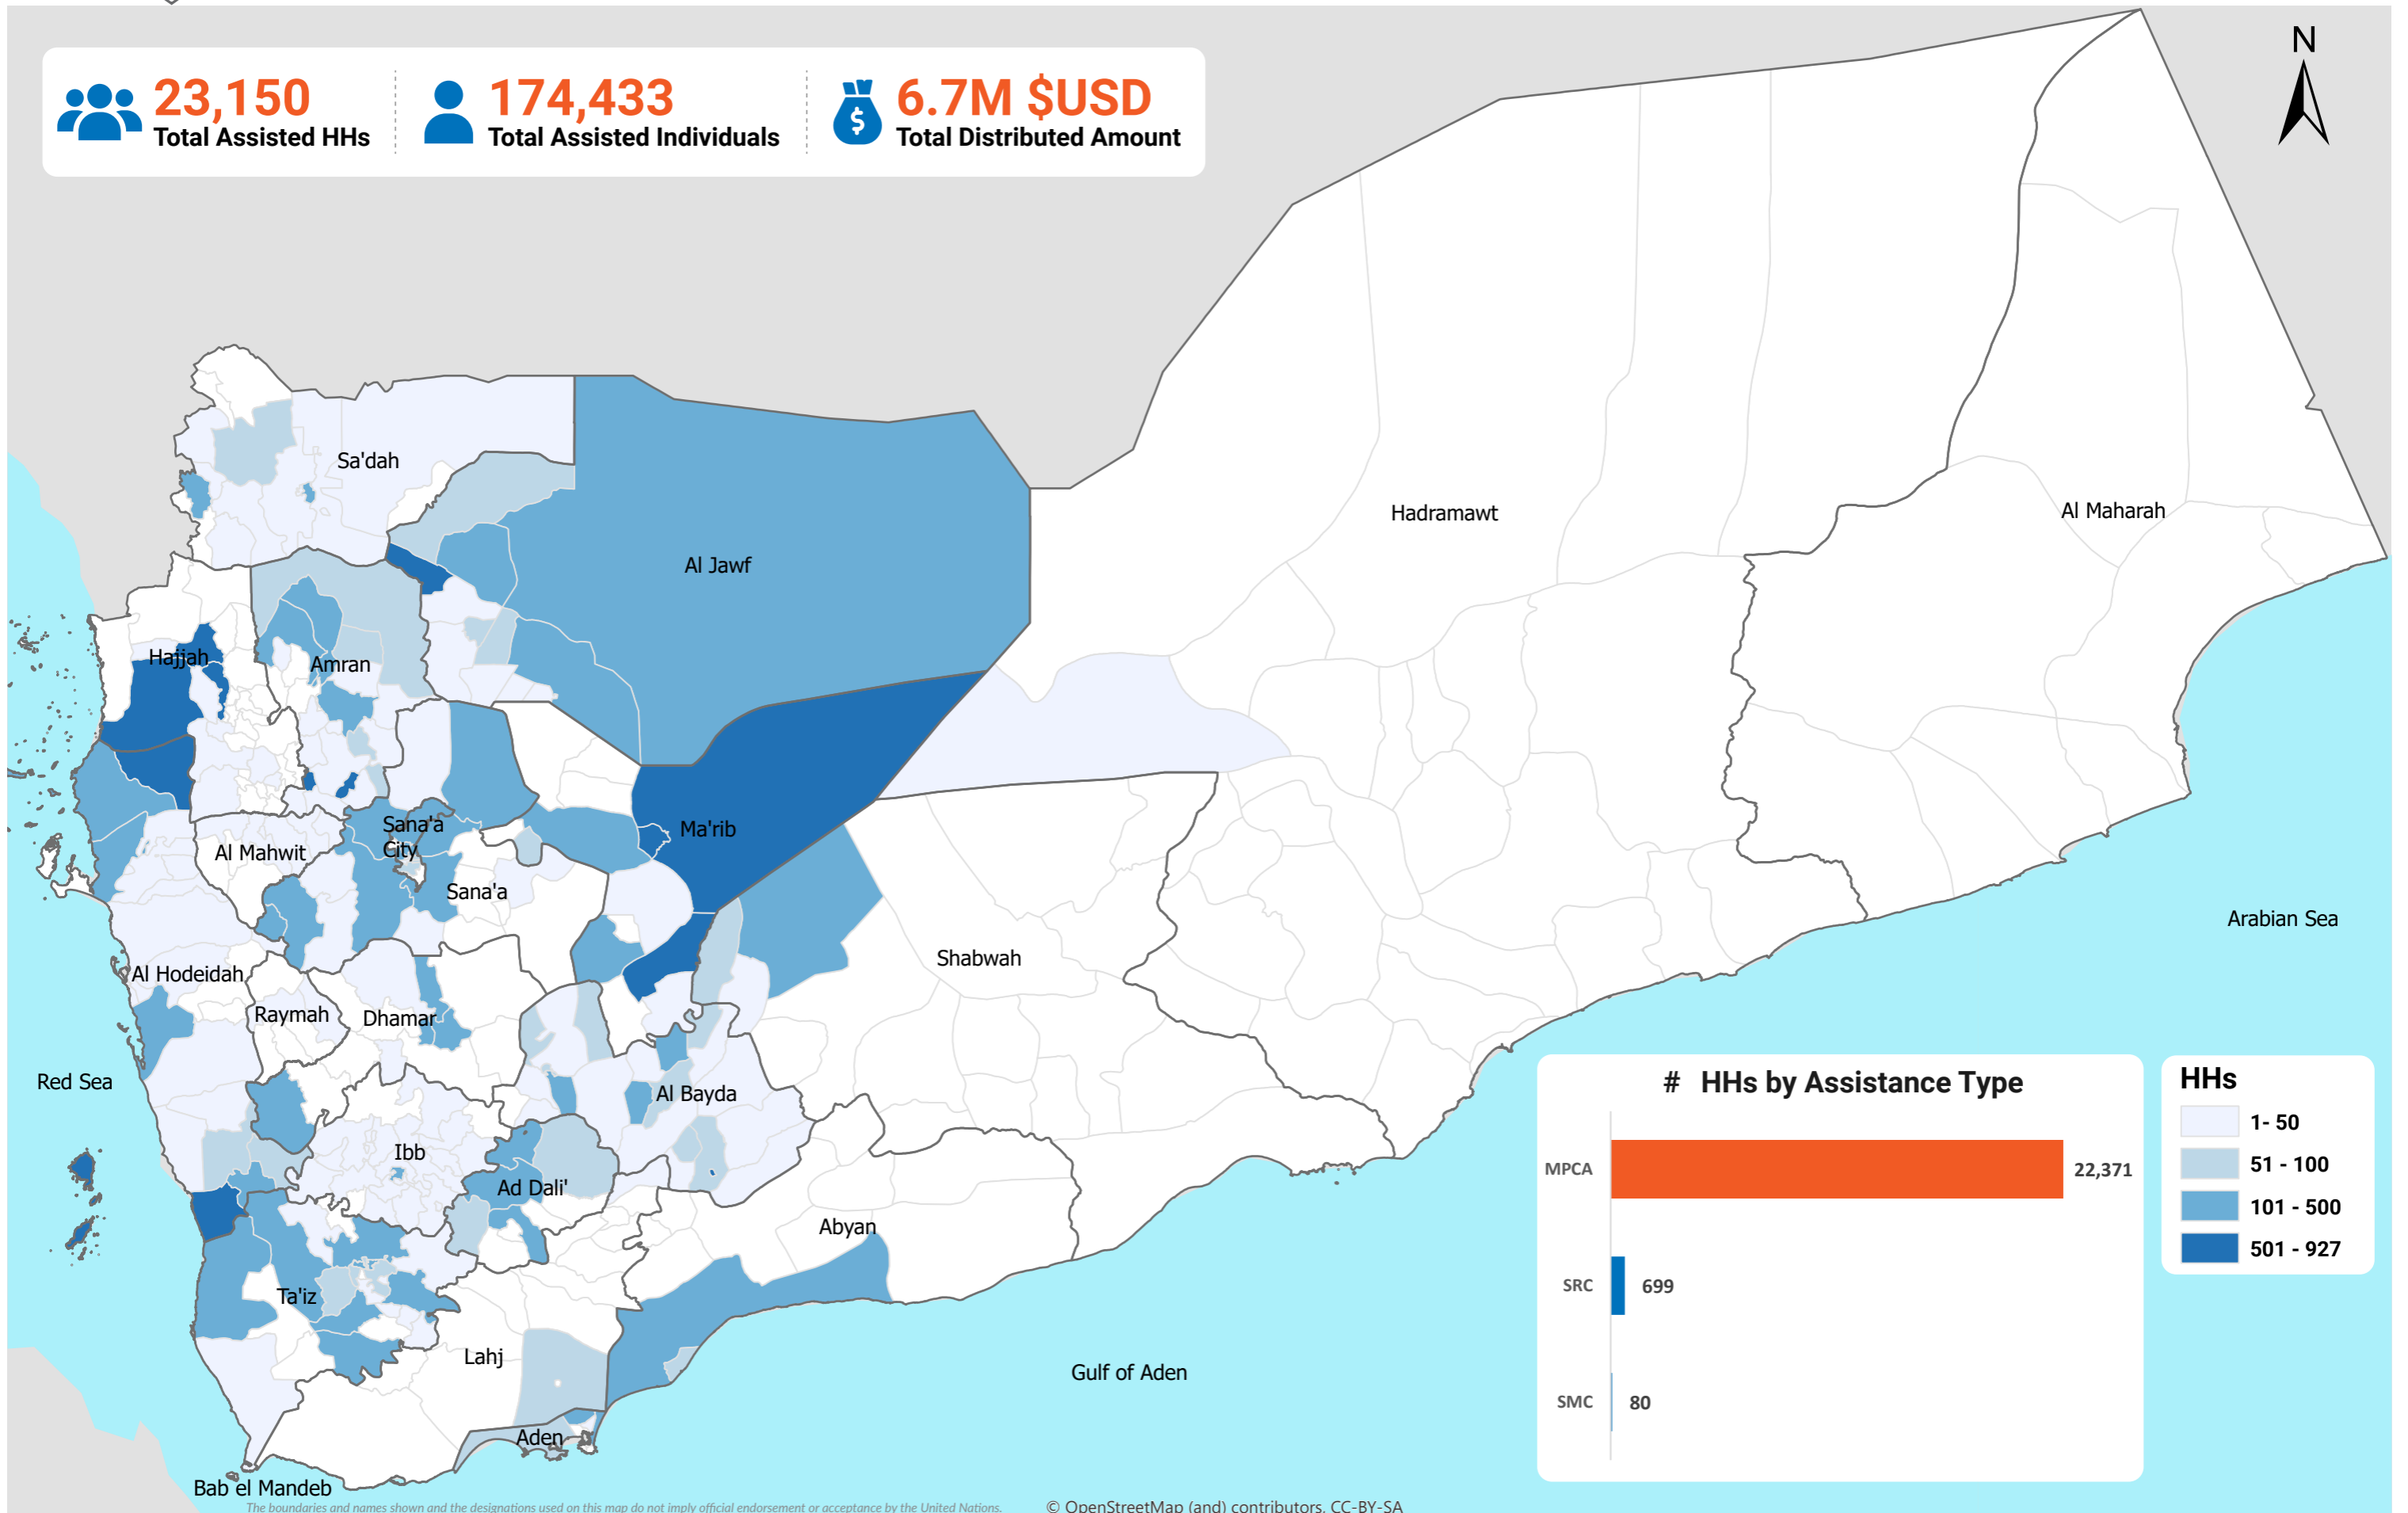 23,150
Total Assisted HHs
174,433
Total Assisted Individuals
6.7M $USD
Total Distributed Amount
N
Sa'dah
Hadramawt
Al Maharah
Al Jawf
Hajjah
Amran
Sana'a
City
Ma'rib
Al Mahwit
Sana'a
Arabian Sea
Shabwah
Al Hodeidah
Raymah
Dhamar
Red Sea
Al Bayda
Ibb
Ad Dali'
Abyan
Ta'iz
Lahj
Gulf of Aden
Aden
Bab el Mandeb
# HHs by Assistance Type
MPCA
22,371
SRC
699
SMC
80
HHs
1- 50
51 - 100
101 - 500
501 - 927
The boundaries and names shown and the designations used on this map do not imply official endorsement or acceptance by the United Nations.
© OpenStreetMap (and) contributors, CC-BY-SA